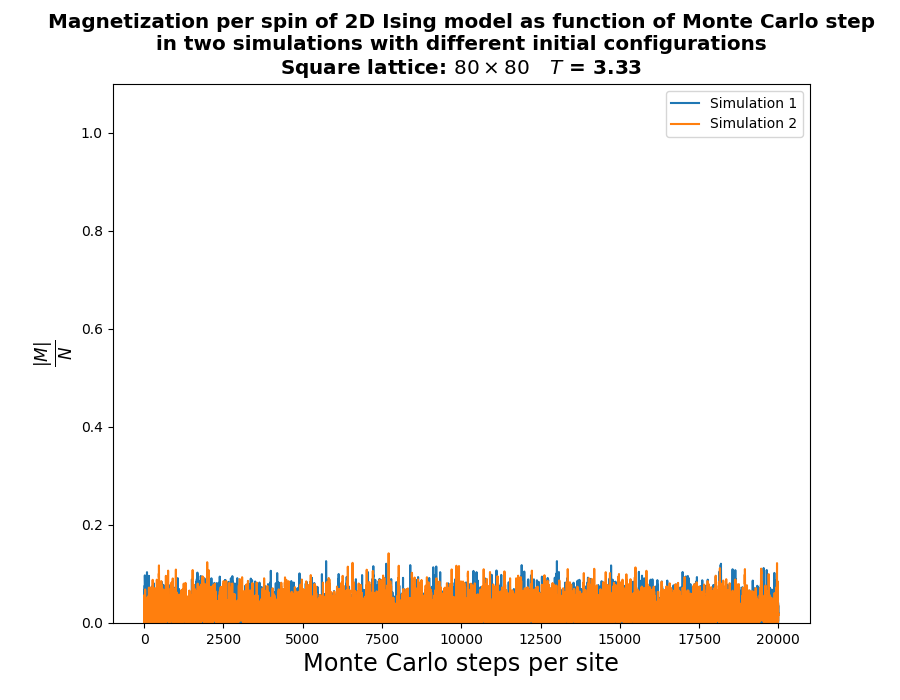 Magnetization per spin of 2D Ising model as function of Monte Carlo step
in two simulations with different initial configurations
Square lattice: 80 × 80 T = 3.33
Simulation 1
Simulation 2
1.0
0.8
0.6
0.4
0.2
0.0
|M|
N
0 2500 5000 7500 10000 12500 15000 17500 20000
Monte Carlo steps per site